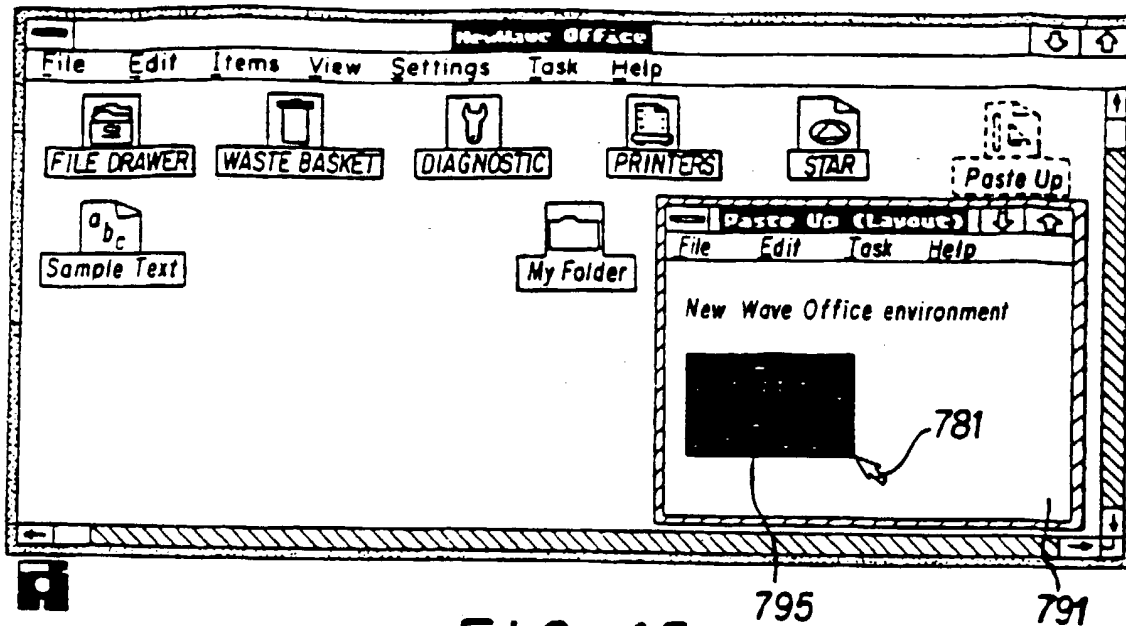 NewWave Office
File Edit Items View Settings Task Help
FILE DRAWER WASTE BASKET DIAGNOSTIC PRINTERS STAR Paste Up
abc
Sample Text My Folder
Paste Up (Layout)
File Edit Task Help
New Wave Office environment
781
795 791